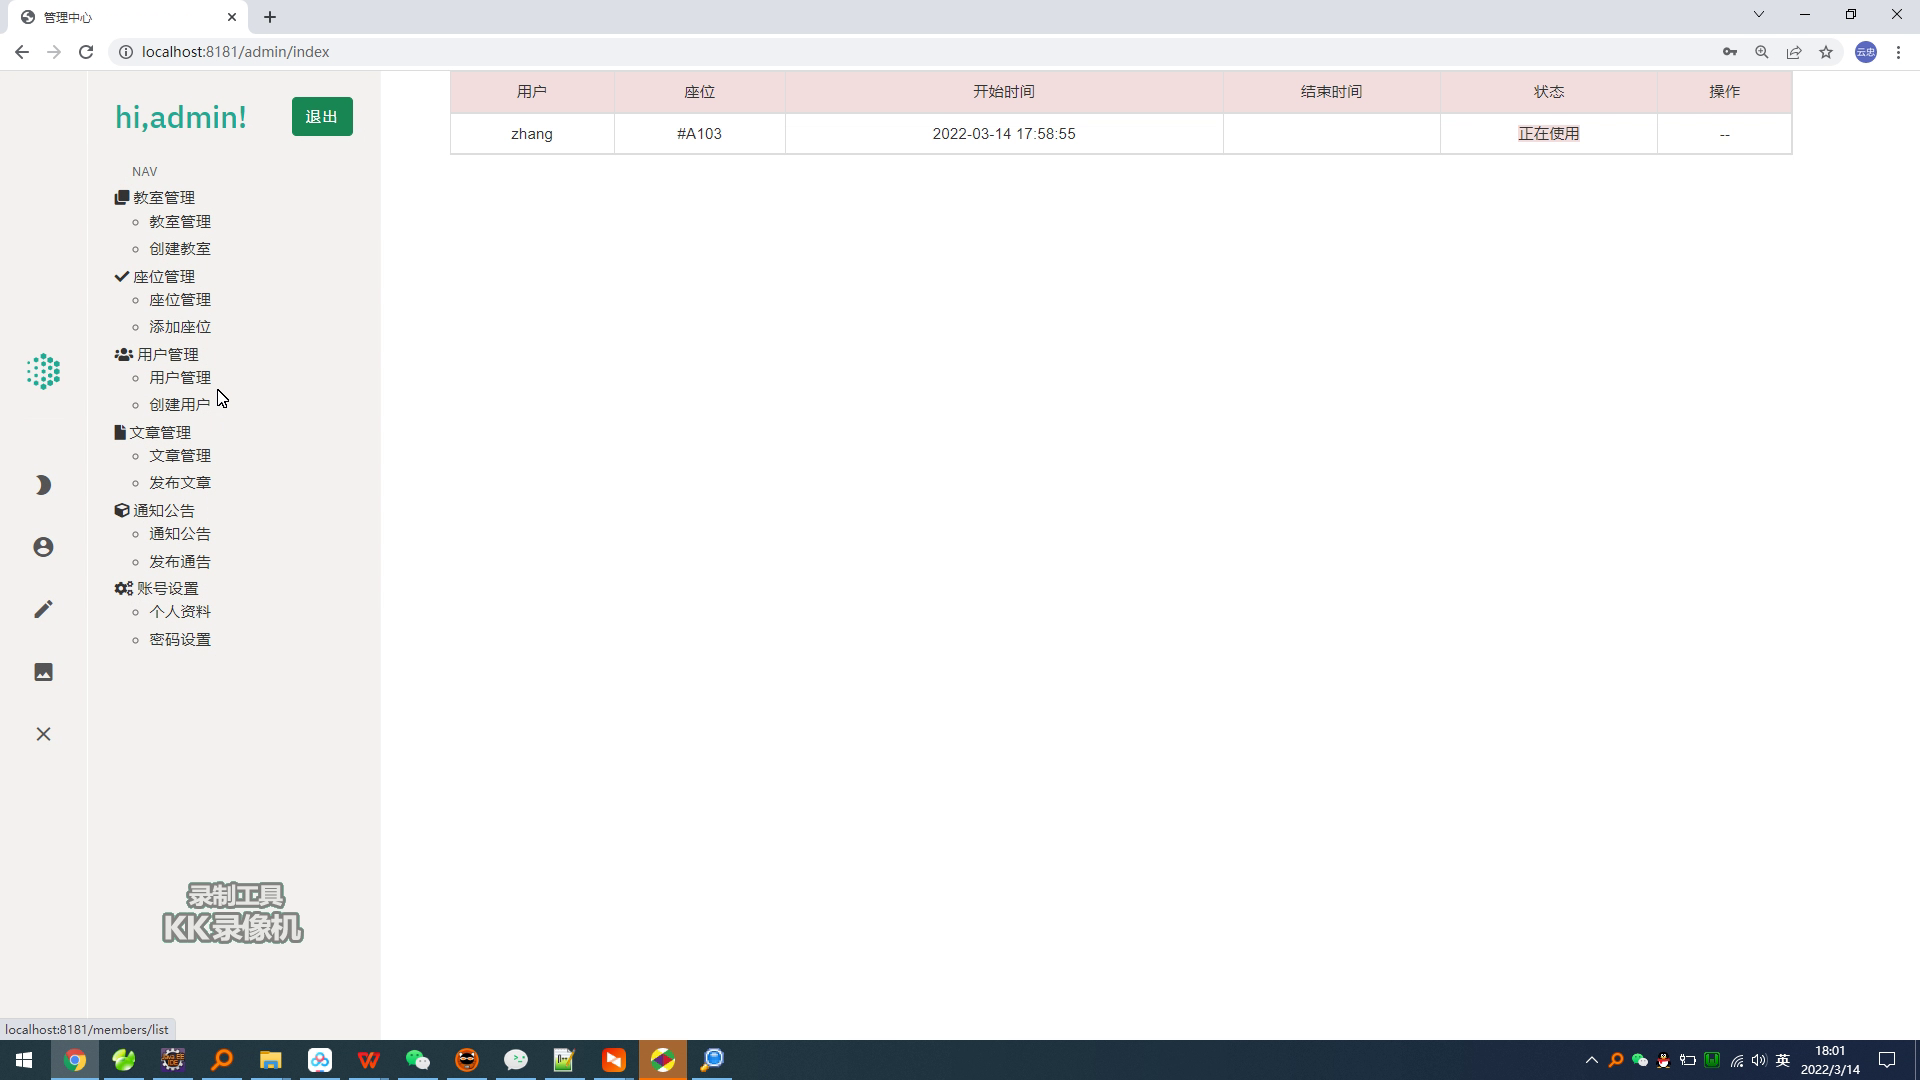 管理中心
localhost:8181/admin/index
云忠
hi,admin!
退出
NAV
教室管理
教室管理
创建教室
座位管理
座位管理
添加座位
用户管理
用户管理
创建用户
文章管理
文章管理
发布文章
通知公告
通知公告
发布通告
账号设置
个人资料
密码设置
用户 座位 开始时间 结束时间 状态 操作
zhang #A103 2022-03-14 17:58:55 正在使用 --
录制工具
KK录像机
localhost:8181/members/list
英
18:01
2022/3/14